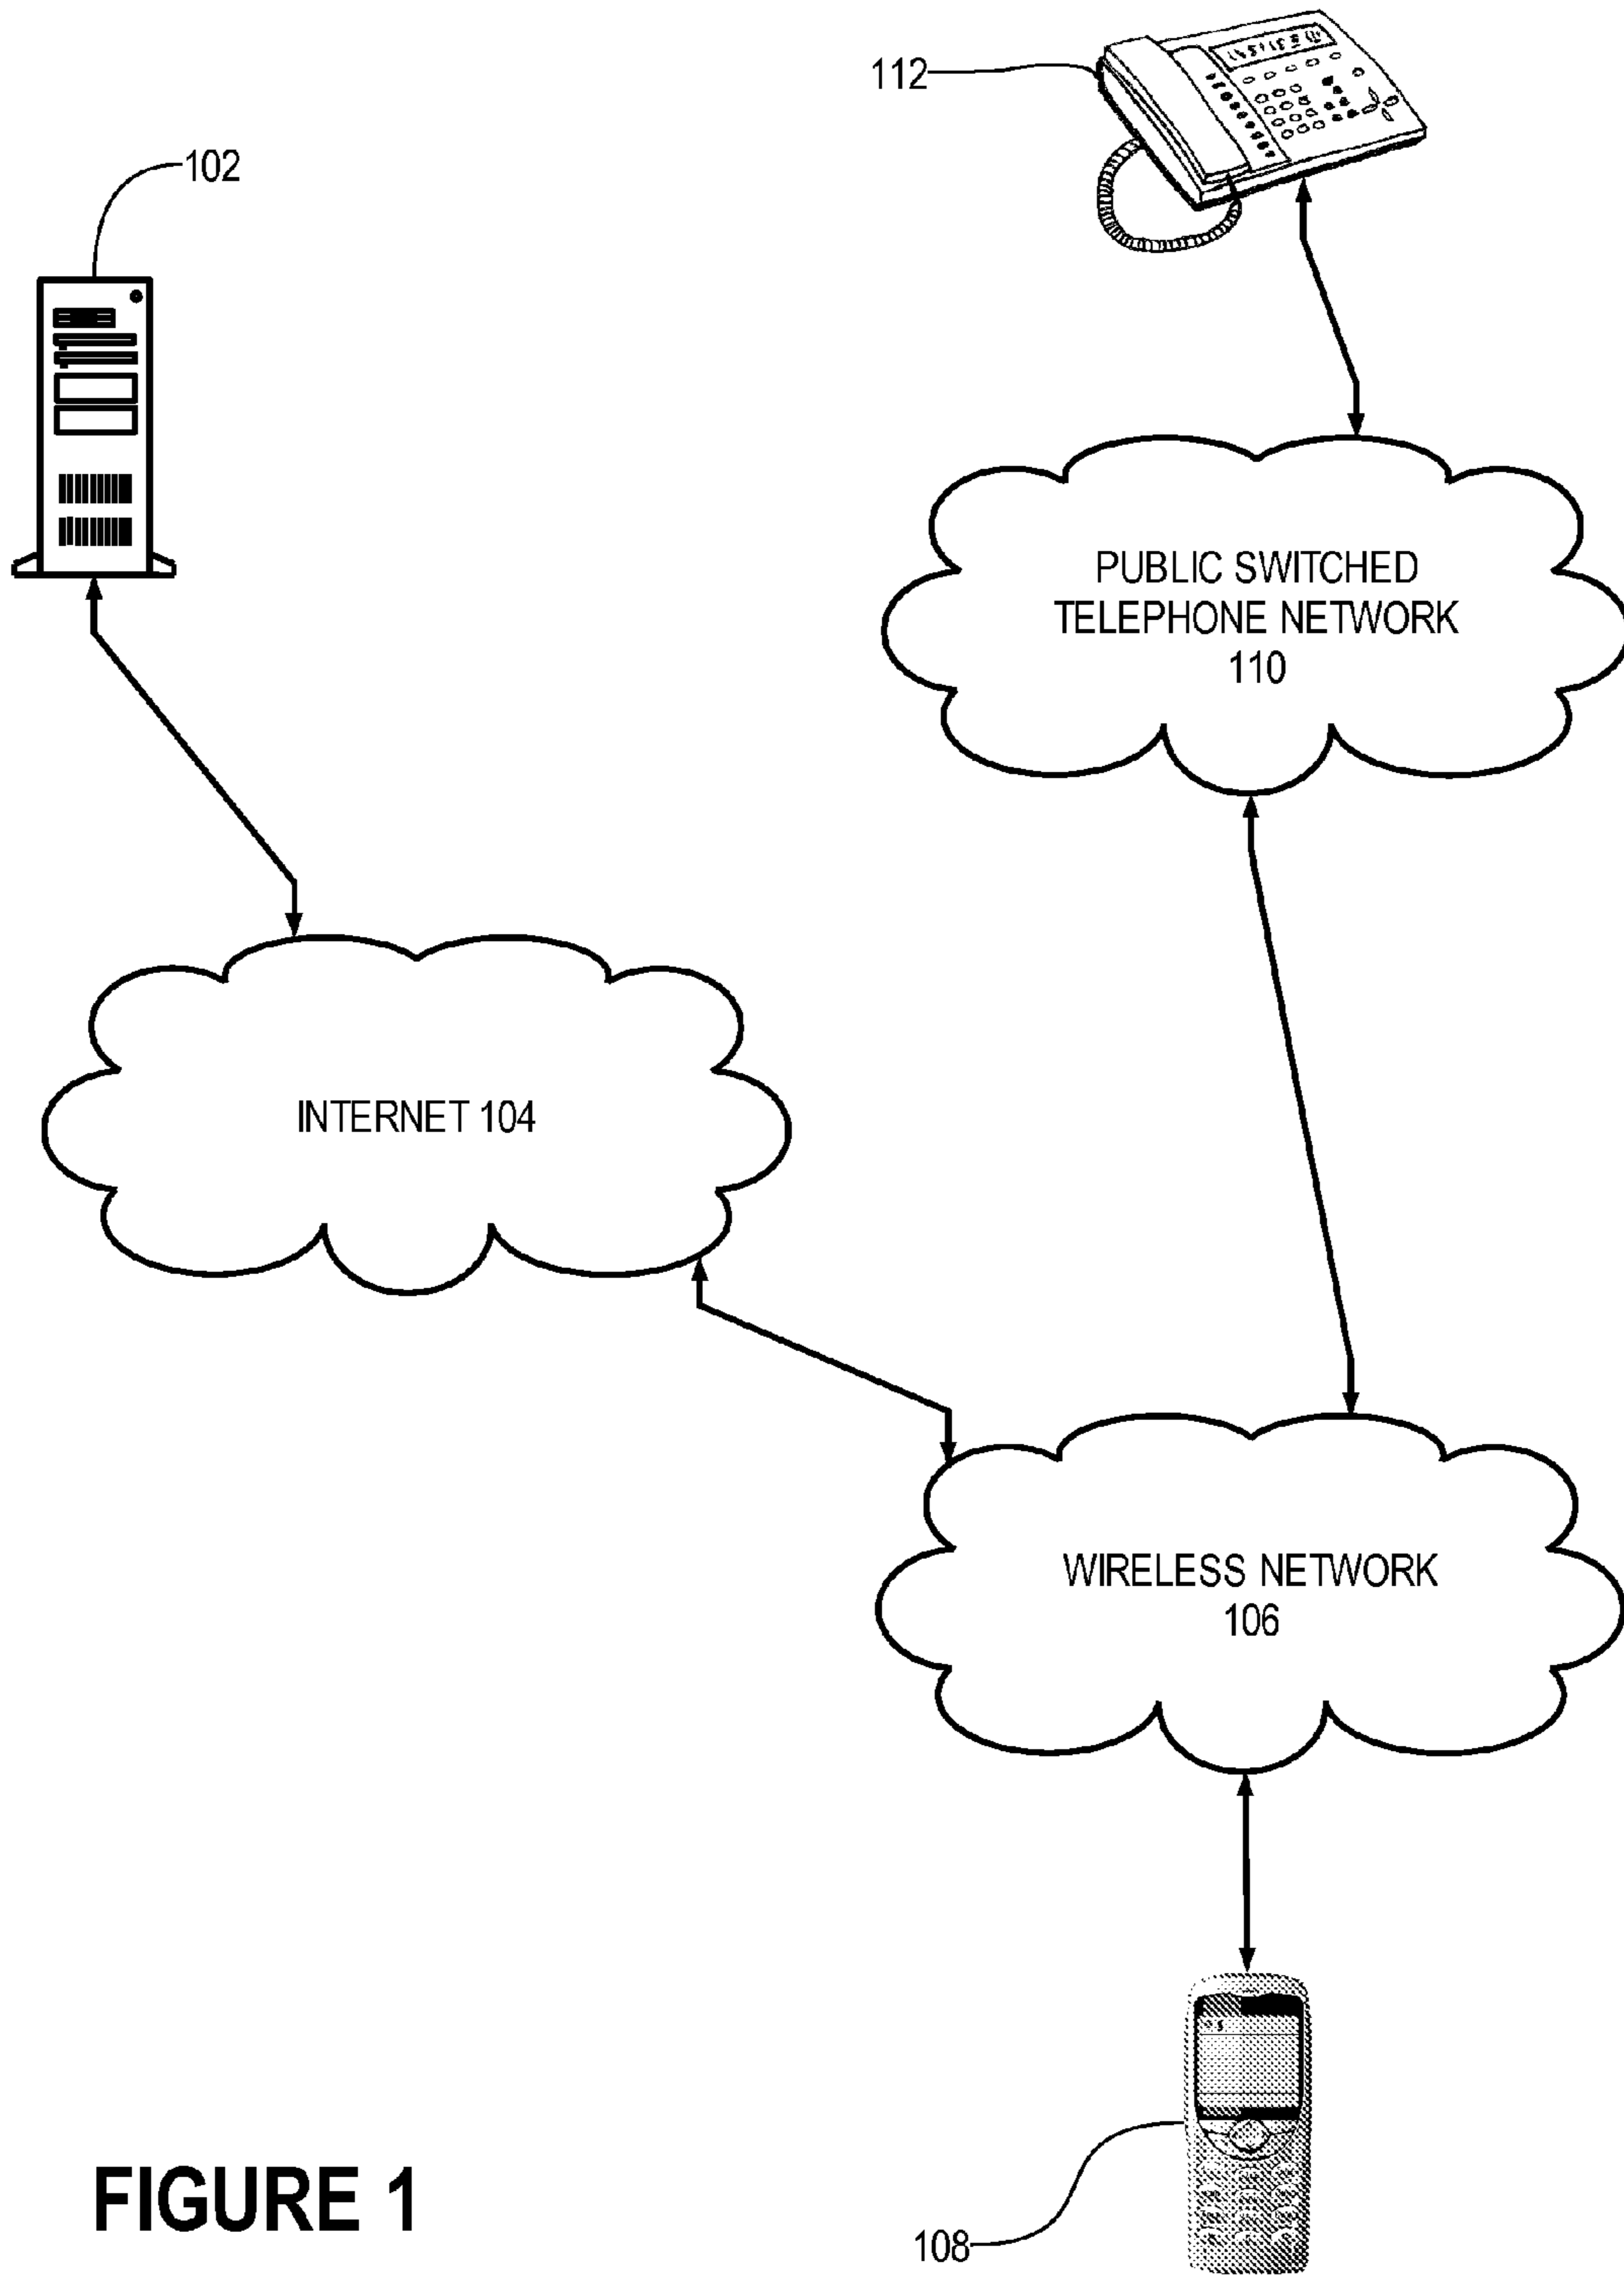 112
102
PUBLIC SWITCHED
TELEPHONE NETWORK
110
INTERNET 104
WIRELESS NETWORK
106
108
FIGURE 1